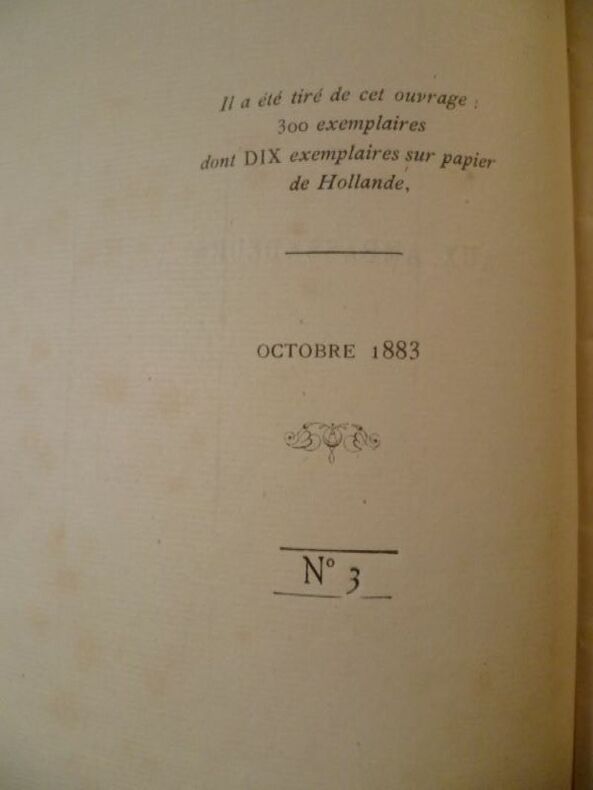 Il a été tiré de cet ouvrage :
300 exemplaires
dont DIX exemplaires sur papier
de Hollande,
OCTOBRE 1883
N° 3